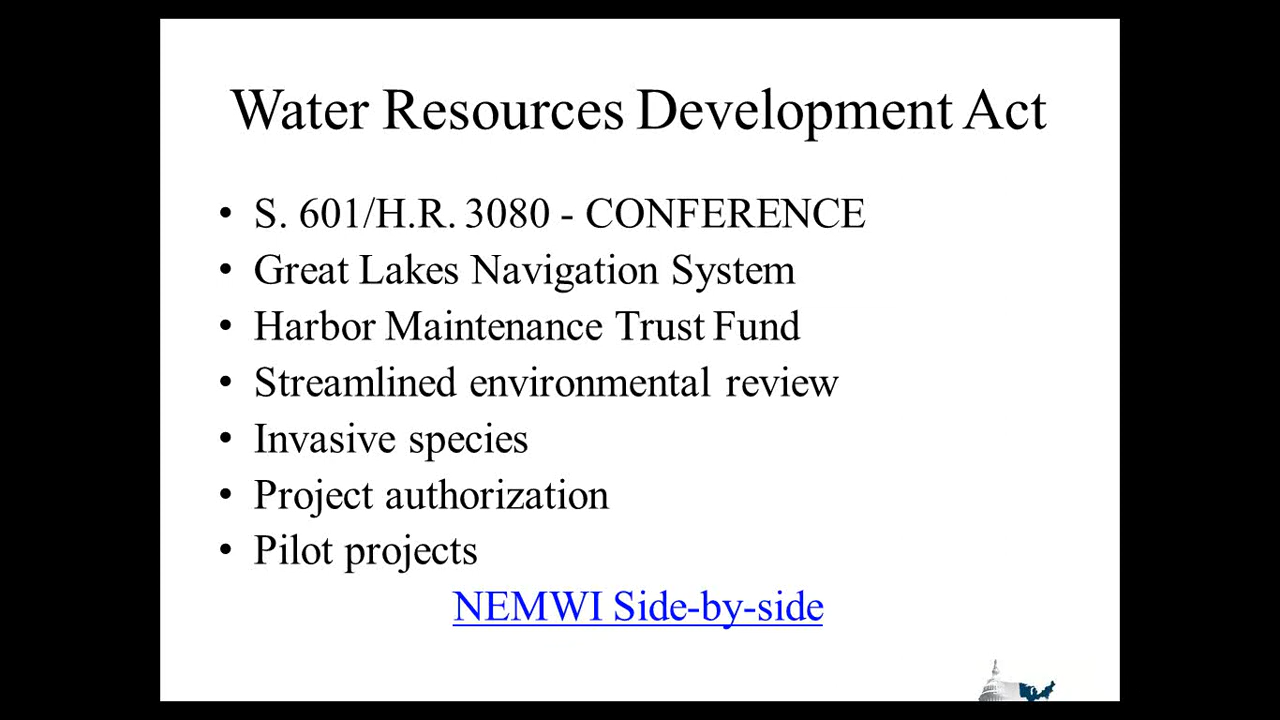 Water Resources Development Act
• S. 601/H.R. 3080 - CONFERENCE
• Great Lakes Navigation System
• Harbor Maintenance Trust Fund
• Streamlined environmental review
• Invasive species
• Project authorization
• Pilot projects
NEMWI Side-by-side